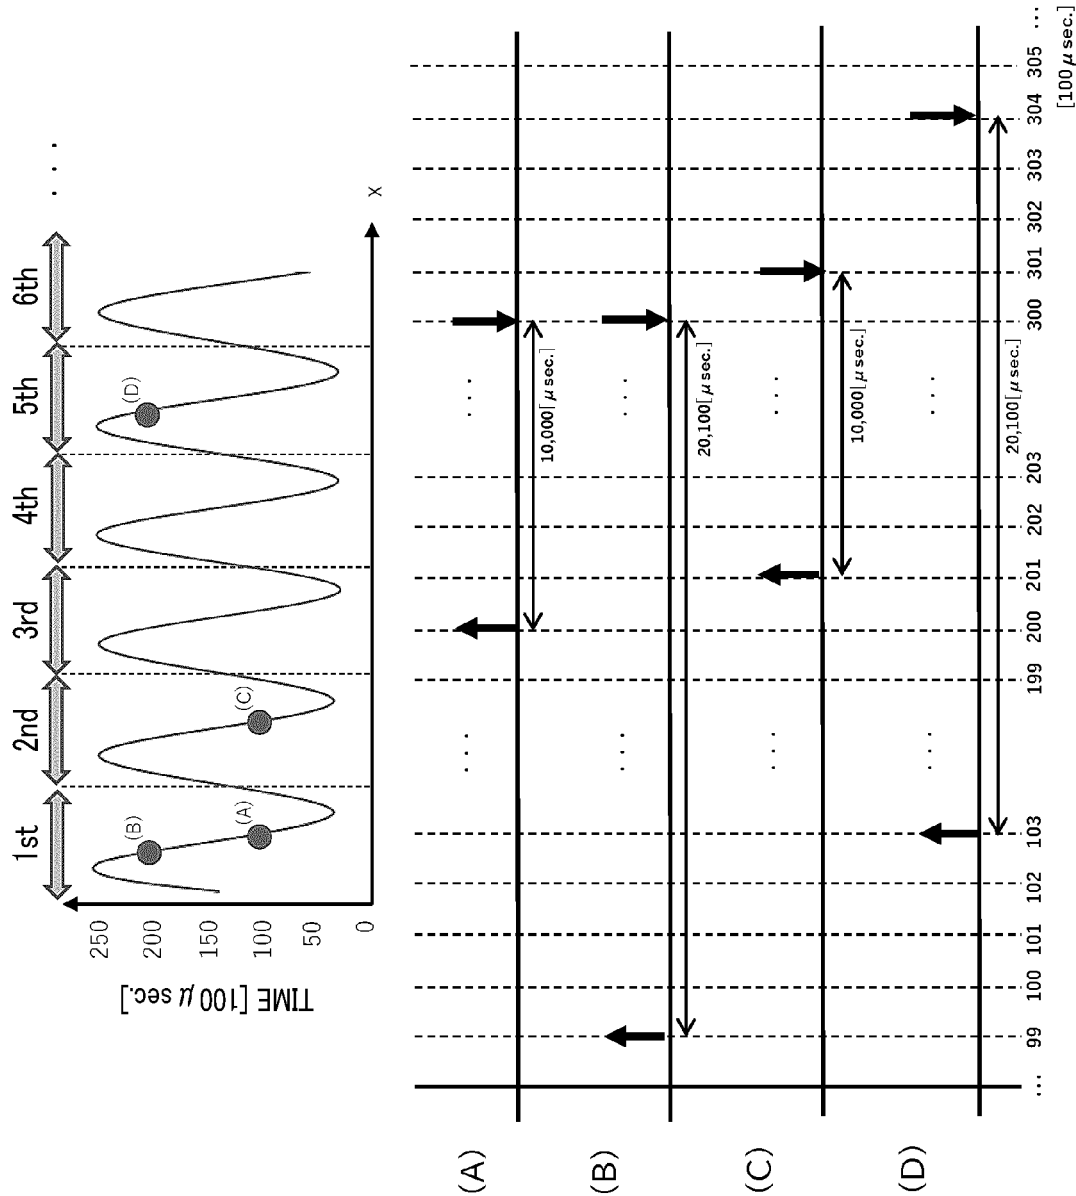 1st 2nd 3rd 4th 5th 6th ...
TIME [100 μsec.]
250
200
150
100
50
0
(B)
(A)
(C)
(D)
X
(A)
... ...
10,000[μsec.]
(B)
... ...
20,100[μsec.]
(C)
... ...
10,000[μsec.]
(D)
... ...
20,100[μsec.]
... 99 100 101 102 103 199 200 201 202 203 300 301 302 303 304 305 ...
[100μsec.]